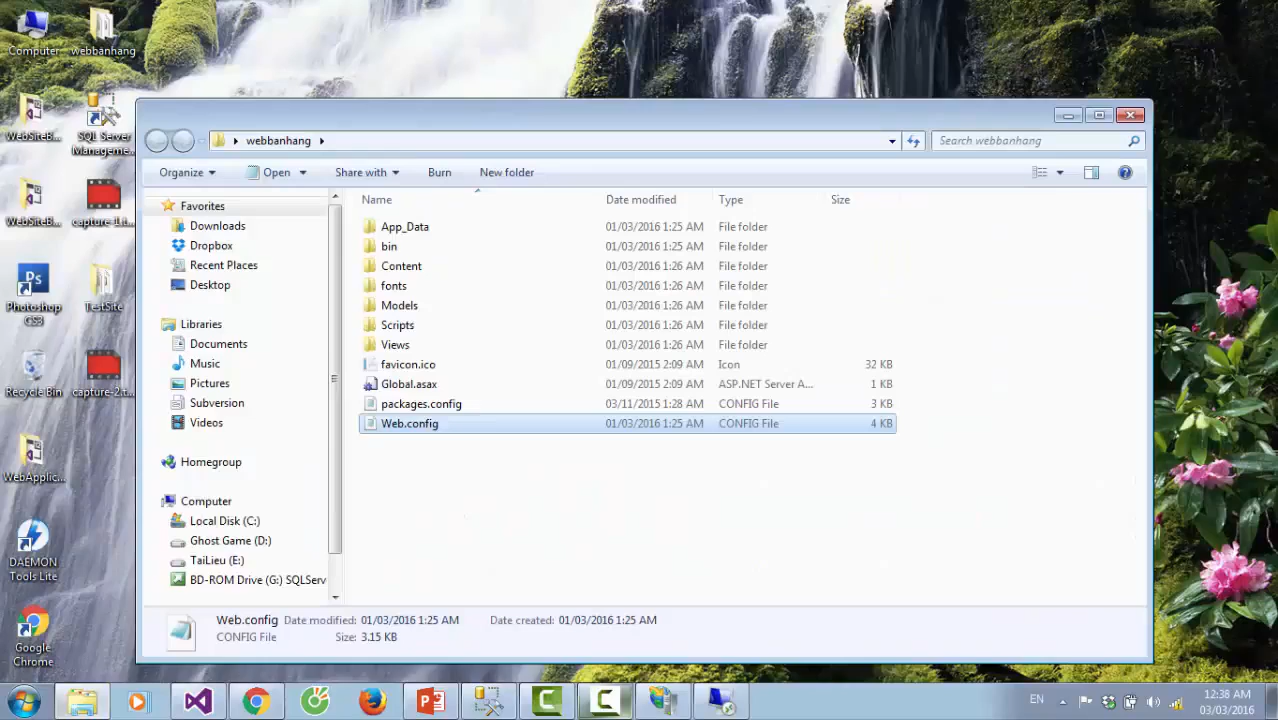 Computer
webbanhang
WebSiteB...
SQL Server
Manageme...
WebSiteB...
capture-1.t...
Ps
Photoshop
CS3
TestSite
Recycle Bin
capture-2.t...
WebApplic...
DAEMON
Tools Lite
Google
Chrome
webbanhang
Search webbanhang
Organize Open Share with Burn New folder
Name Date modified Type Size
Favorites
Downloads
Dropbox
Recent Places
Desktop
Libraries
Documents
Music
Pictures
Subversion
Videos
Homegroup
Computer
Local Disk (C:)
Ghost Game (D:)
TaiLieu (E:)
BD-ROM Drive (G:) SQLServ
App_Data 01/03/2016 1:25 AM File folder
bin 01/03/2016 1:25 AM File folder
Content 01/03/2016 1:26 AM File folder
fonts 01/03/2016 1:26 AM File folder
Models 01/03/2016 1:26 AM File folder
Scripts 01/03/2016 1:26 AM File folder
Views 01/03/2016 1:26 AM File folder
favicon.ico 01/09/2015 2:09 AM Icon 32 KB
Global.asax 01/09/2015 2:09 AM ASP.NET Server A... 1 KB
packages.config 03/11/2015 1:28 AM CONFIG File 3 KB
Web.config 01/03/2016 1:25 AM CONFIG File 4 KB
Web.config Date modified: 01/03/2016 1:25 AM Date created: 01/03/2016 1:25 AM
CONFIG File Size: 3.15 KB
EN
12:38 AM
03/03/2016